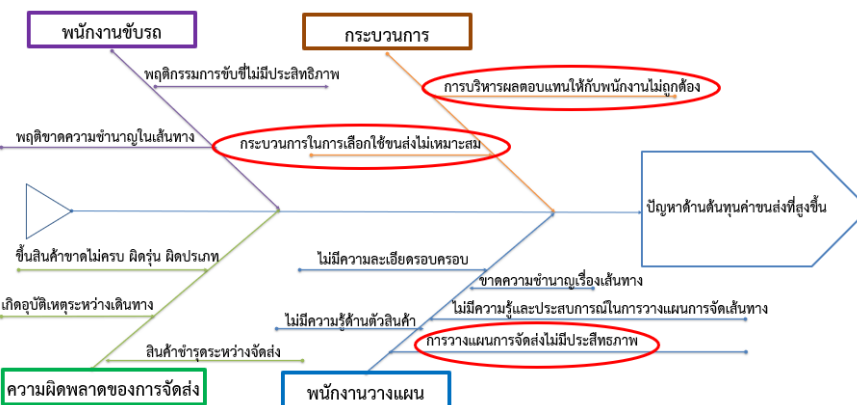 พนักงานขับรถ
กระบวนการ
พฤติกรรมการขับขี่ไม่มีประสิทธิภาพ
การบริหารผลตอบแทนให้กับพนักงานไม่ถูกต้อง
พฤติขาดความชำนาญในเส้นทาง
กระบวนการในการเลือกใช้ขนส่งไม่เหมาะสม
ปัญหาด้านต้นทุนค่าขนส่งที่สูงขึ้น
ขึ้นสินค้าขาดไม่ครบ ผิดรุ่น ผิดปรเภท
ไม่มีความละเอียดรอบครอบ
ขาดความชำนาญเรื่องเส้นทาง
เกิดอุบัติเหตุระหว่างเดินทาง
ไม่มีความรู้และประสบการณ์ในการวางแผนการจัดเส้นทาง
ไม่มีความรู้ด้านตัวสินค้า
การวางแผนการจัดส่งไม่มีประสืทธภาพ
สินค้าชำรุดระหว่างจัดส่ง
ความผิดพลาดของการจัดส่ง
พนักงานวางแผน